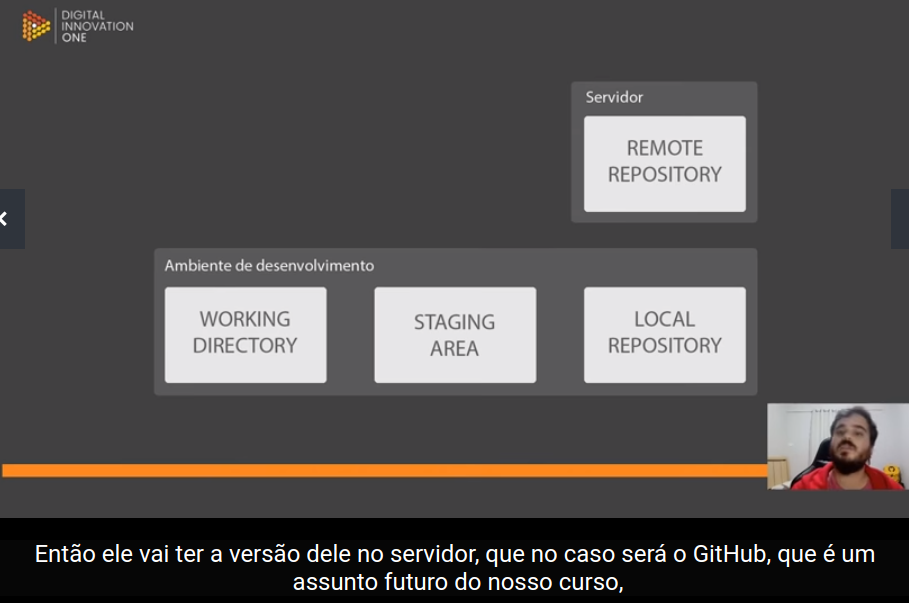 DIGITAL
INNOVATION
ONE
Servidor
REMOTE
REPOSITORY
Ambiente de desenvolvimento
WORKING
DIRECTORY
STAGING
AREA
LOCAL
REPOSITORY
Então ele vai ter a versão dele no servidor, que no caso será o GitHub, que é um
assunto futuro do nosso curso,